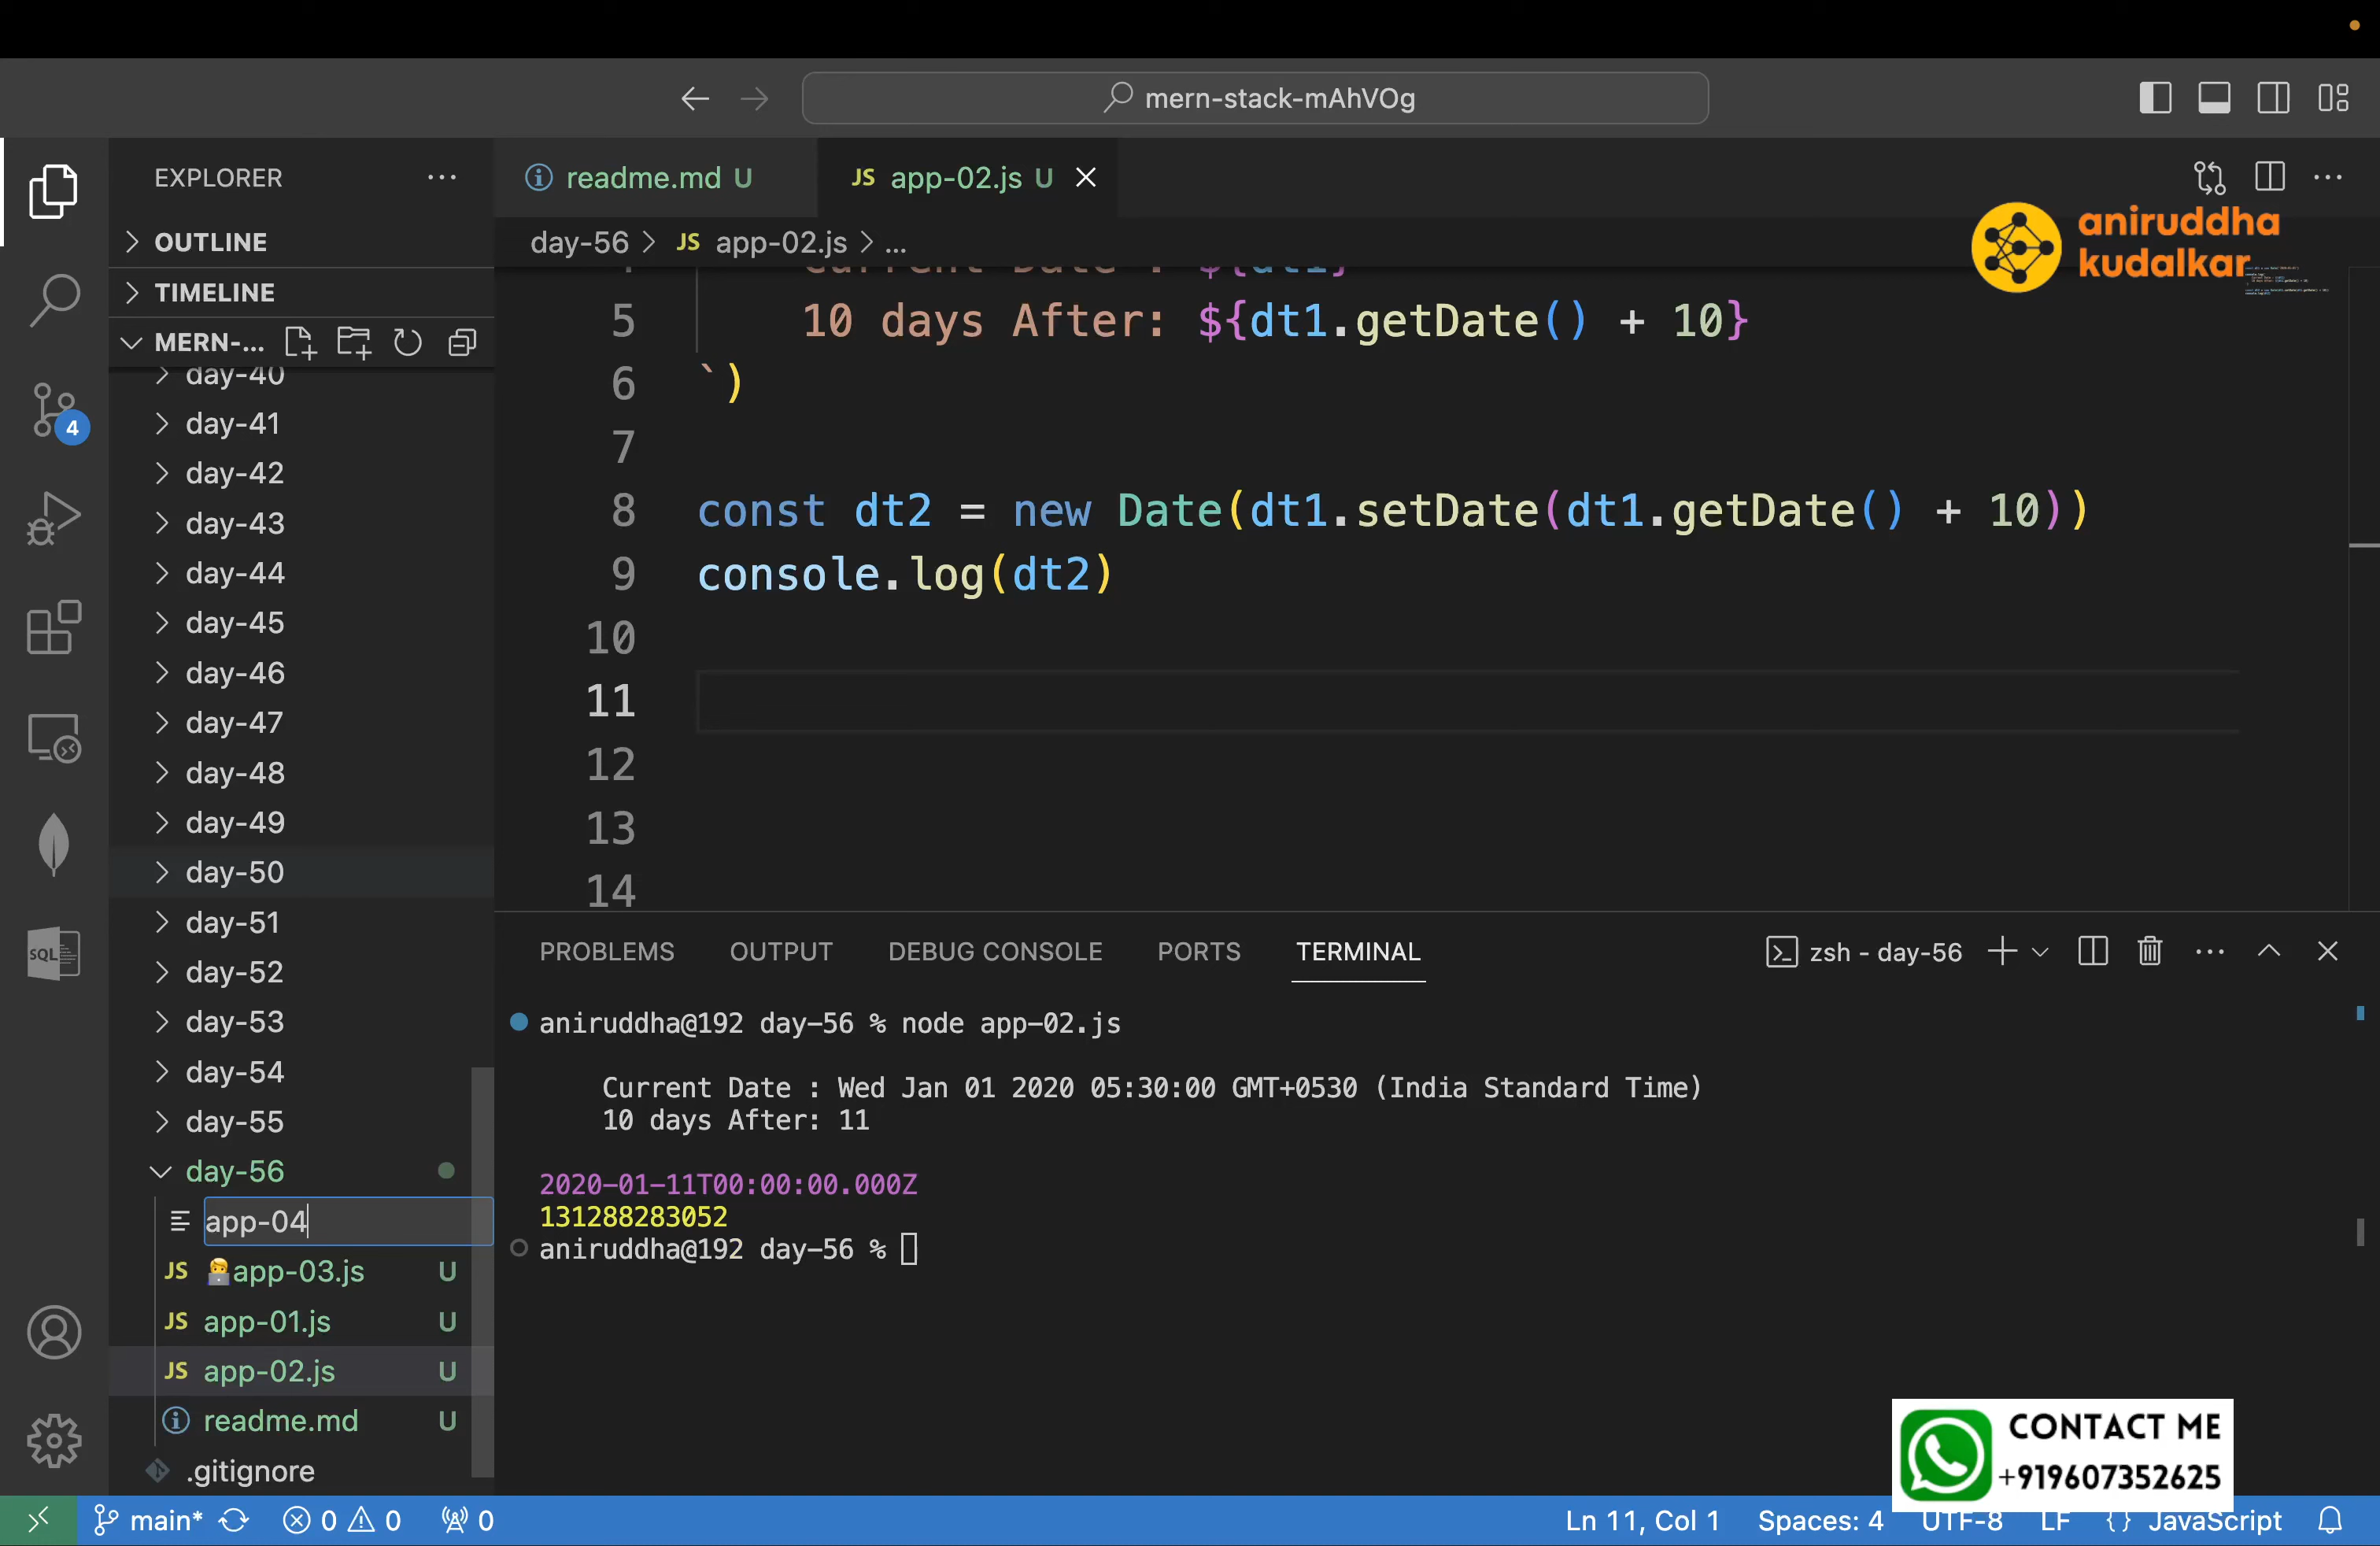 mern-stack-mAhVOg
EXPLORER
readme.md U
JS app-02.js U
aniruddha
kudalkar
OUTLINE
TIMELINE
MERN-...
day-56 > JS app-02.js > ...
Current Date : ${dt1}
5 10 days After: ${dt1.getDate() + 10}
6 `)
7
8 const dt2 = new Date(dt1.setDate(dt1.getDate() + 10))
9 console.log(dt2)
10
11
12
13
14
4
day-40
day-41
day-42
day-43
day-44
day-45
day-46
day-47
day-48
day-49
day-50
day-51
day-52
day-53
day-54
day-55
day-56
app-04
JS app-03.js U
JS app-01.js U
JS app-02.js U
readme.md U
.gitignore
SQL
PROBLEMS OUTPUT DEBUG CONSOLE PORTS TERMINAL
zsh - day-56
aniruddha@192 day-56 % node app-02.js
Current Date : Wed Jan 01 2020 05:30:00 GMT+0530 (India Standard Time)
10 days After: 11
2020-01-11T00:00:00.000Z
131288283052
aniruddha@192 day-56 %
CONTACT ME
+919607352625
main* 0 0 0
Ln 11, Col 1 Spaces: 4 UTF-8 LF {} JavaScript